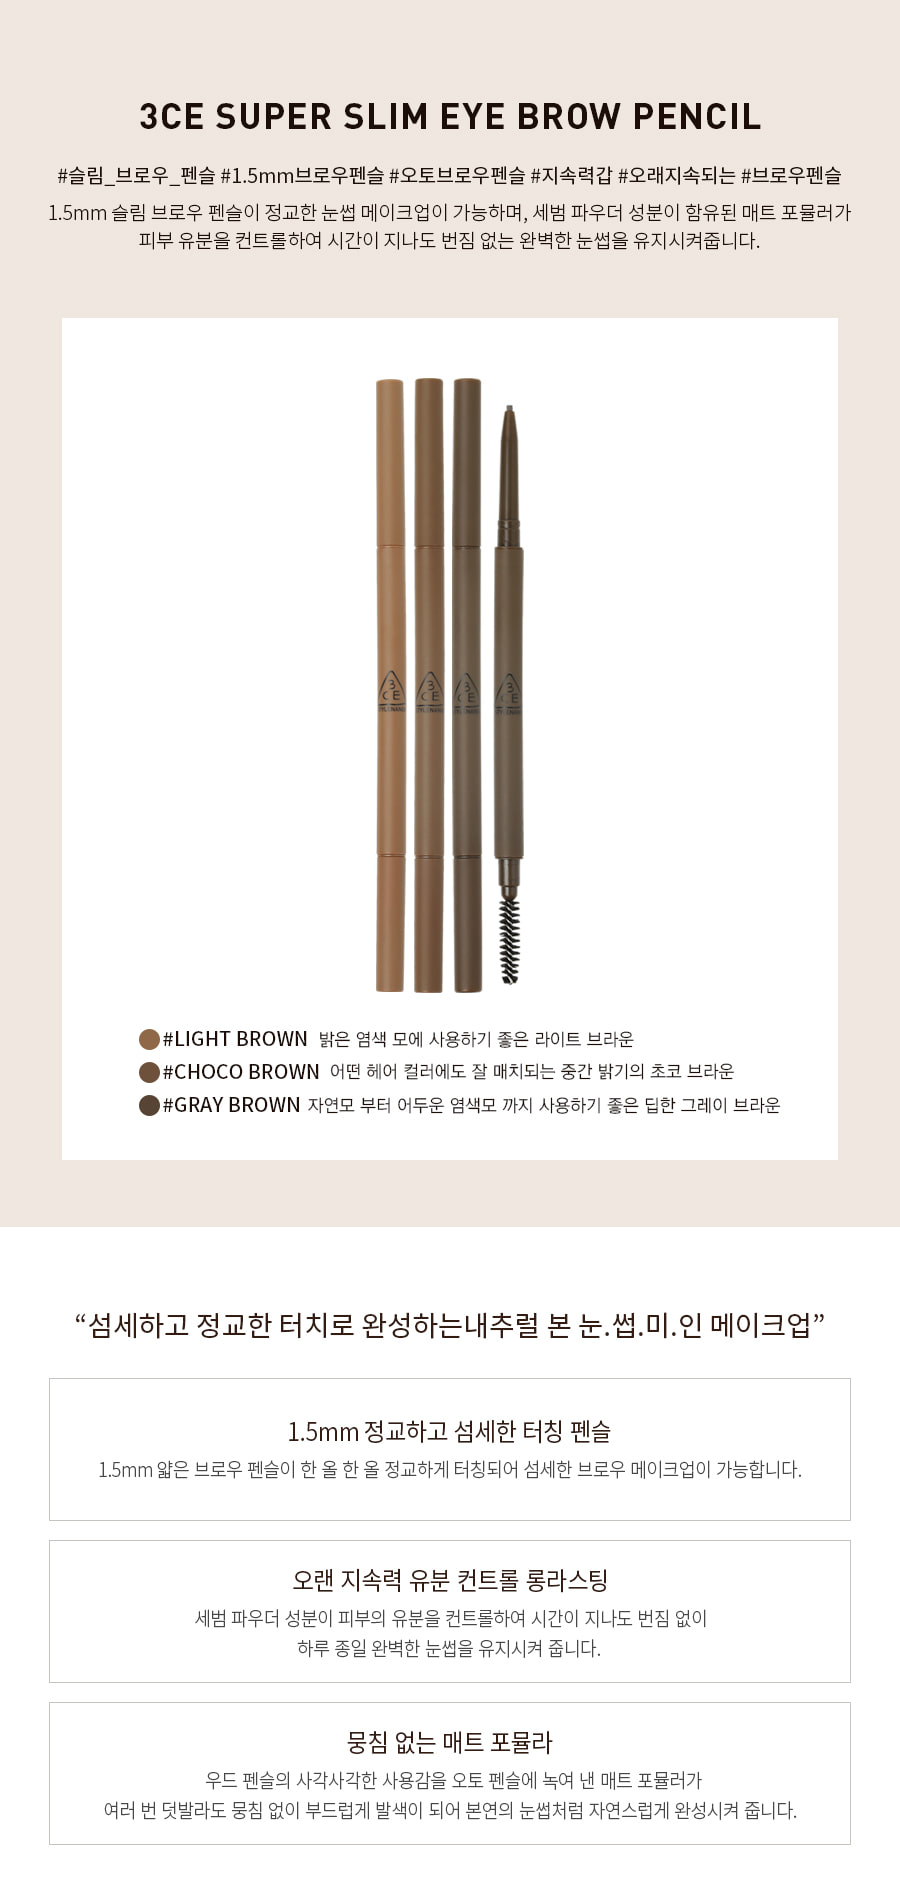 3CE SUPER SLIM EYE BROW PENCIL
#슬림_브로우_펜슬 #1.5mm브로우펜슬 #오토브로우펜슬 #지속력갑 #오래지속되는 #브로우펜슬
1.5mm 슬림 브로우 펜슬이 정교한 눈썹 메이크업이 가능하며, 세범 파우더 성분이 함유된 매트 포뮬러가
피부 유분을 컨트롤하여 시간이 지나도 번짐 없는 완벽한 눈썹을 유지시켜줍니다.
3 CE 3 CE 3 CE 3 CE
#LIGHT BROWN 밝은 염색 모에 사용하기 좋은 라이트 브라운
#CHOCO BROWN 어떤 헤어 컬러에도 잘 매치되는 중간 밝기의 초코 브라운
#GRAY BROWN 자연모 부터 어두운 염색모 까지 사용하기 좋은 딥한 그레이 브라운
“섬세하고 정교한 터치로 완성하는내추럴 본 눈.썹.미.인 메이크업”
1.5mm 정교하고 섬세한 터칭 펜슬
1.5mm 얇은 브로우 펜슬이 한 올 한 올 정교하게 터칭되어 섬세한 브로우 메이크업이 가능합니다.
오랜 지속력 유분 컨트롤 롱라스팅
세범 파우더 성분이 피부의 유분을 컨트롤하여 시간이 지나도 번짐 없이
하루 종일 완벽한 눈썹을 유지시켜 줍니다.
뭉침 없는 매트 포뮬라
우드 펜슬의 사각사각한 사용감을 오토 펜슬에 녹여 낸 매트 포뮬러가
여러 번 덧발라도 뭉침 없이 부드럽게 발색이 되어 본연의 눈썹처럼 자연스럽게 완성시켜 줍니다.